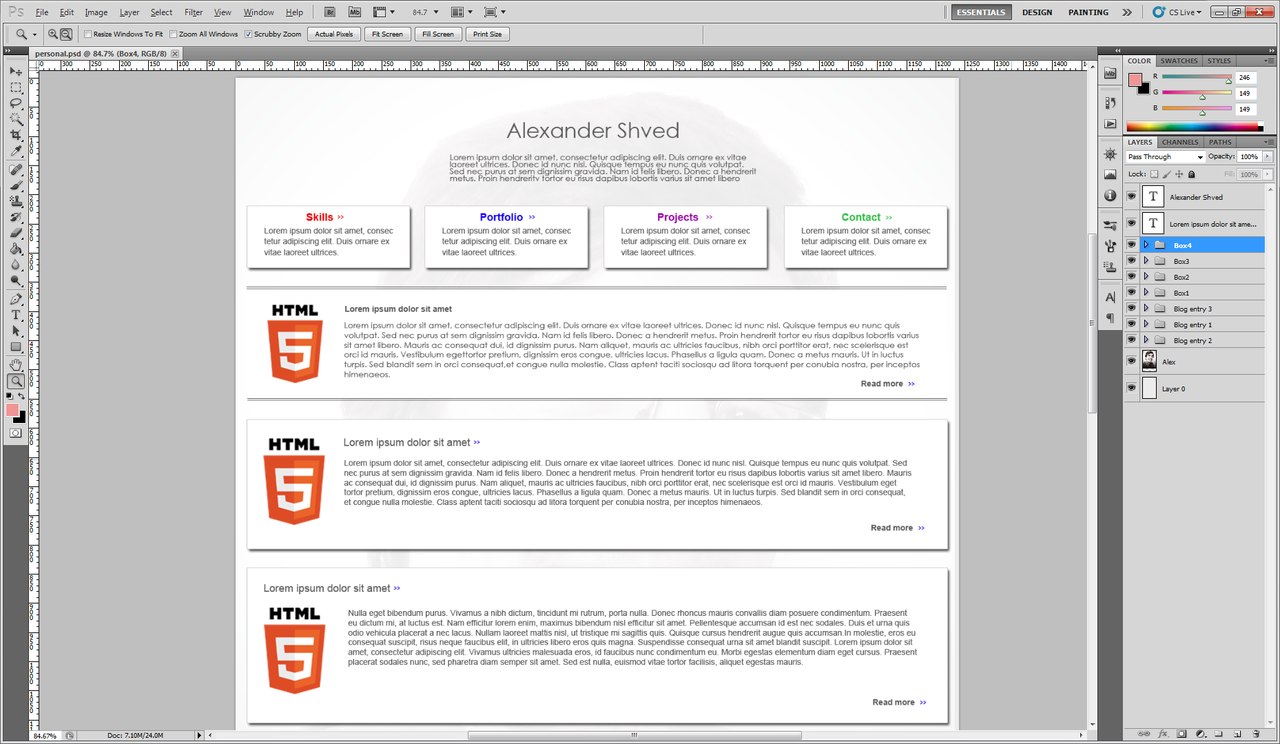 Ps File Edit Image Layer Select Filter View Window Help Br Mb 84.7 ESSENTIALS DESIGN PAINTING CS Live
Resize Windows To Fit Zoom All Windows Scrubby Zoom Actual Pixels Fit Screen Fill Screen Print Size
personal.psd @ 84.7% (Box4, RGB/8)
Alexander Shved
Lorem ipsum dolor sit amet, consectetur adipiscing elit. Duis ornare ex vitae
laoreet ultrices. Donec id nunc nisl. Quisque tempus eu nunc quis volutpat.
Sed nec purus at sem dignissim gravida. Nam id felis libero. Donec a hendrerit
metus. Proin hendreritv tortor eu risus dapibus lobortis varius sit libero
Skills >>
Lorem ipsum dolor sit amet, consec
tetur adipiscing elit. Duis ornare ex
vitae laoreet ultrices.
Portfolio >>
Lorem ipsum dolor sit amet, consec
tetur adipiscing elit. Duis ornare ex
vitae laoreet ultrices.
Projects >>
Lorem ipsum dolor sit amet, consec
tetur adipiscing elit. Duis ornare ex
vitae laoreet ultrices.
Contact >>
Lorem ipsum dolor sit amet, consec
tetur adipiscing elit. Duis ornare ex
vitae laoreet ultrices.
HTML
5
Lorem ipsum dolor sit amet
Lorem ipsum dolor sit amet, consectetur adipiscing elit. Duis ornare ex vitae laoreet ultrices. Donec id nunc nisl. Quisque tempus eu nunc quis
volutpat. Sed nec purus at sem dignissim gravida. Nam id felis libero. Donec a hendrerit metus. Proin hendrerit tortor eu risus dapibus
lobortis libero. Mauris ac consequat dui, id dignissim purus. Nam aliquet, mauris ac ultricies faucibus, nibh orci porttitor erat, nec scelerisque est
orci id mauris. Vestibulum egettortor pretium, dignissim eros congue, ultricies lacus. Phasellus a ligula quam. Donec a metus mauris. Ut in luctus
turpis. Sed blandit sem in orci consequat,et congue nulla molestie. Class aptent taciti sociosqu ad litora torquent per conubia nostra, per inceptos
himenaeos.
Read more >>
HTML
5
Lorem ipsum dolor sit amet >>
Lorem ipsum dolor sit amet, consectetur adipiscing elit. Duis ornare ex vitae laoreet ultrices. Donec id nunc nisl. Quisque tempus eu nunc quis volutpat. Sed
nec purus at sem dignissim gravida. Nam id felis libero. Donec a hendrerit metus. Proin hendrerit tortor eu risus dapibus lobortis varius sit amet libero. Mauris
ac consequat dui, id dignissim purus. Nam aliquet, mauris ac ultricies faucibus, nibh orci porttitor erat, nec scelerisque est orci id mauris. Vestibulum eget
tortor pretium, dignissim eros congue, ultricies lacus. Phasellus a ligula quam. Donec a metus mauris. Ut in luctus turpis. Sed blandit sem in orci consequat,
et congue nulla molestie. Class aptent taciti sociosqu ad litora torquent per conubia nostra, per inceptos himenaeos.
Read more >>
Lorem ipsum dolor sit amet >>
HTML
5
Nulla eget bibendum purus. Vivamus a nibh dictum, tincidunt mi rutrum, porta nulla. Donec rhoncus mauris convallis diam posuere condimentum. Praesent
eu dictum mi, at luctus est. Nam efficitur lorem enim, maximus bibendum nisl efficitur sit amet. Pellentesque accumsan id est nec sodales. Duis et urna quis
odio vehicula placerat a nec lacus. Nullam laoreet mattis nisl, ut tristique mi sagittis quis. Quisque cursus hendrerit augue quis accumsan.In molestie, eros eu
consequat suscipit, risus neque faucibus elit, in ultricies libero eros quis magna. Suspendisse consequat urna sit amet blandit suscipit. Lorem ipsum dolor sit
amet, consectetur adipiscing elit. Vivamus ultricies malesuada eros, id faucibus nunc condimentum eu. Morbi egestas elementum diam eget cursus. Praesent
placerat sodales nunc, sed pharetra diam semper sit amet. Sed est nulla, euismod vitae tortor facilisis, aliquet egestas mauris.
Read more >>
84.67% Doc: 7.10M/24.0M
COLOR SWATCHES STYLES
R 246
G 149
B 149
LAYERS CHANNELS PATHS
Pass Through Opacity: 100%
Lock: Fill: 100%
T Alexander Shved
T Lorem ipsum dolor sit ame...
Box4
Box3
Box2
Box1
Blog entry 3
Blog entry 1
Blog entry 2
Alex
Layer 0